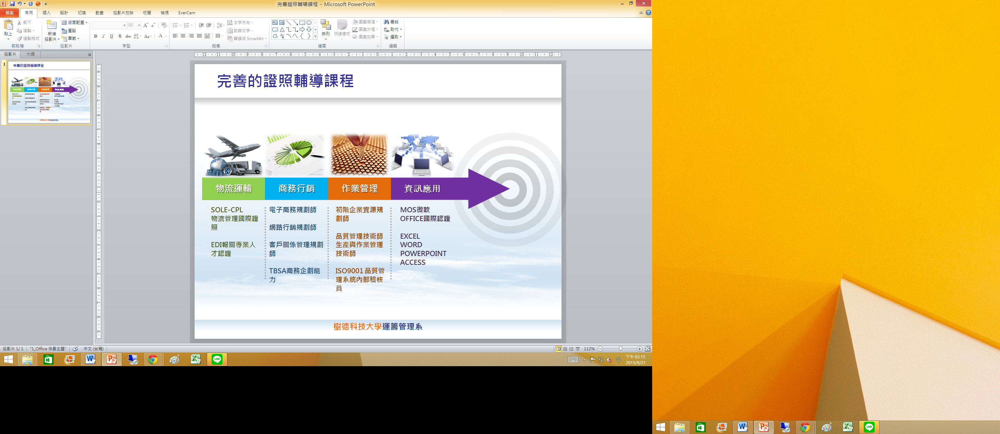 完善證照輔導課程 - Microsoft PowerPoint
檔案 常用 插入 設計 切換 動畫 投影片放映 校閱 檢視 EverCam
貼上
剪下
複製
複製格式
剪貼簿
新增
投影片
版面配置
重設
章節
投影片
30
字型
文字方向
對齊文字
轉換成 SmartArt
段落
排列
快速樣式
圖案填滿
圖案外框
圖案效果
繪圖
尋找
取代
選取
編輯
投影片 大綱
1
完善的證照輔導課程
物流運輸 商務行銷 作業管理 資訊應用
SOLE-CPL
物流管理國際證
照
EDI報關專業人
才認證
電子商務規劃師
網路行銷規劃師
客戶關係管理規劃
師
TBSA商務企劃能
力
初階企業資源規
劃師
品質管理技術師
生產與作業管理
技術師
ISO9001 品質管
理系統內部稽核
員
MOS微軟
OFFICE國際認證
EXCEL
WORD
POWERPOINT
ACCESS
樹德科技大學運籌管理系
投影片 1/ 1 "1_Office 佈景主題" 中文 (台灣) 112%
中 下午 03:15
2015/9/21
LINE
LINE